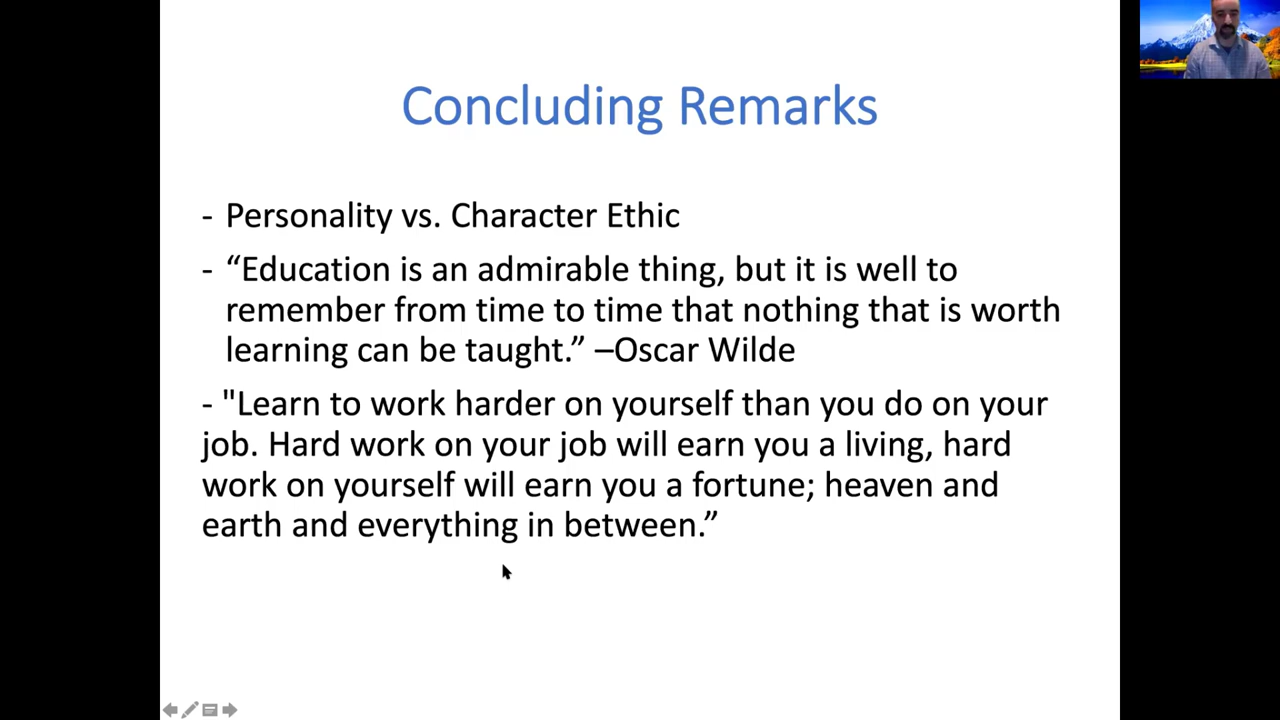 Concluding Remarks
- Personality vs. Character Ethic
- “Education is an admirable thing, but it is well to
remember from time to time that nothing that is worth
learning can be taught.” –Oscar Wilde
- "Learn to work harder on yourself than you do on your
job. Hard work on your job will earn you a living, hard
work on yourself will earn you a fortune; heaven and
earth and everything in between.”